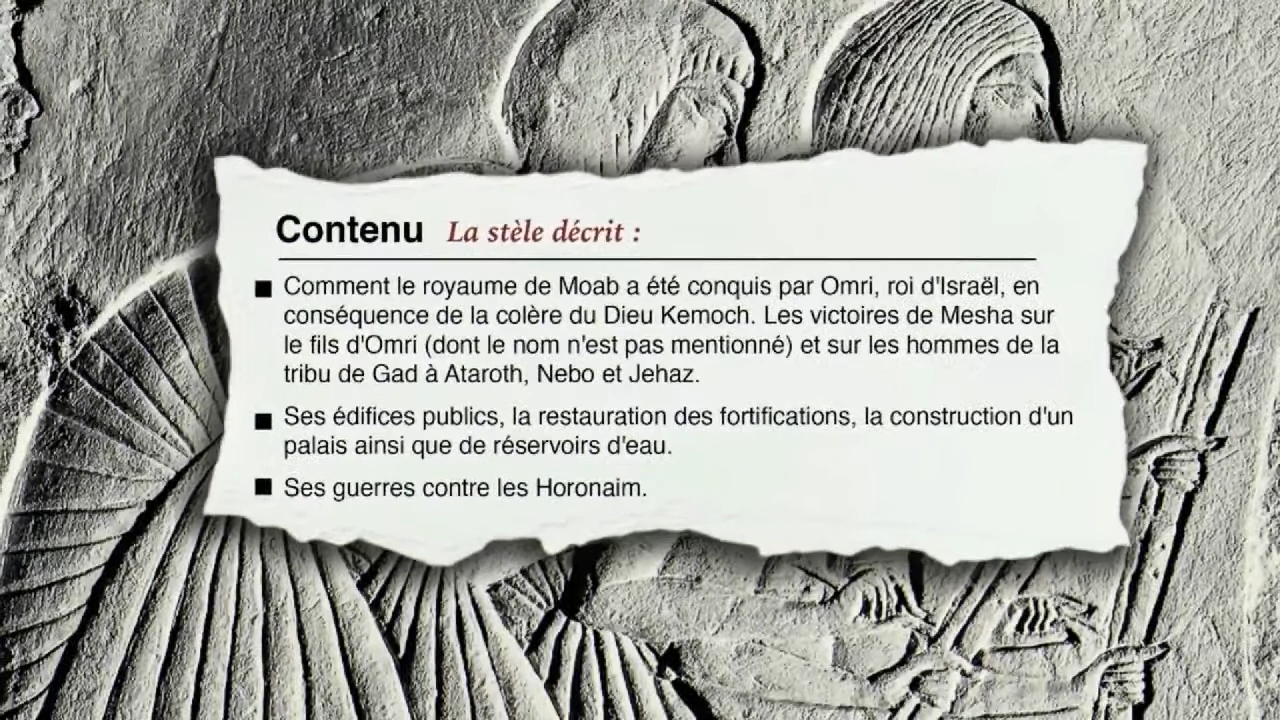 Contenu La stèle décrit :
■ Comment le royaume de Moab a été conquis par Omri, roi d'Israël, en
conséquence de la colère du Dieu Kemoch. Les victoires de Mesha sur
le fils d'Omri (dont le nom n'est pas mentionné) et sur les hommes de la
tribu de Gad à Ataroth, Nebo et Jehaz.
■ Ses édifices publics, la restauration des fortifications, la construction d'un
palais ainsi que de réservoirs d'eau.
■ Ses guerres contre les Horonaim.